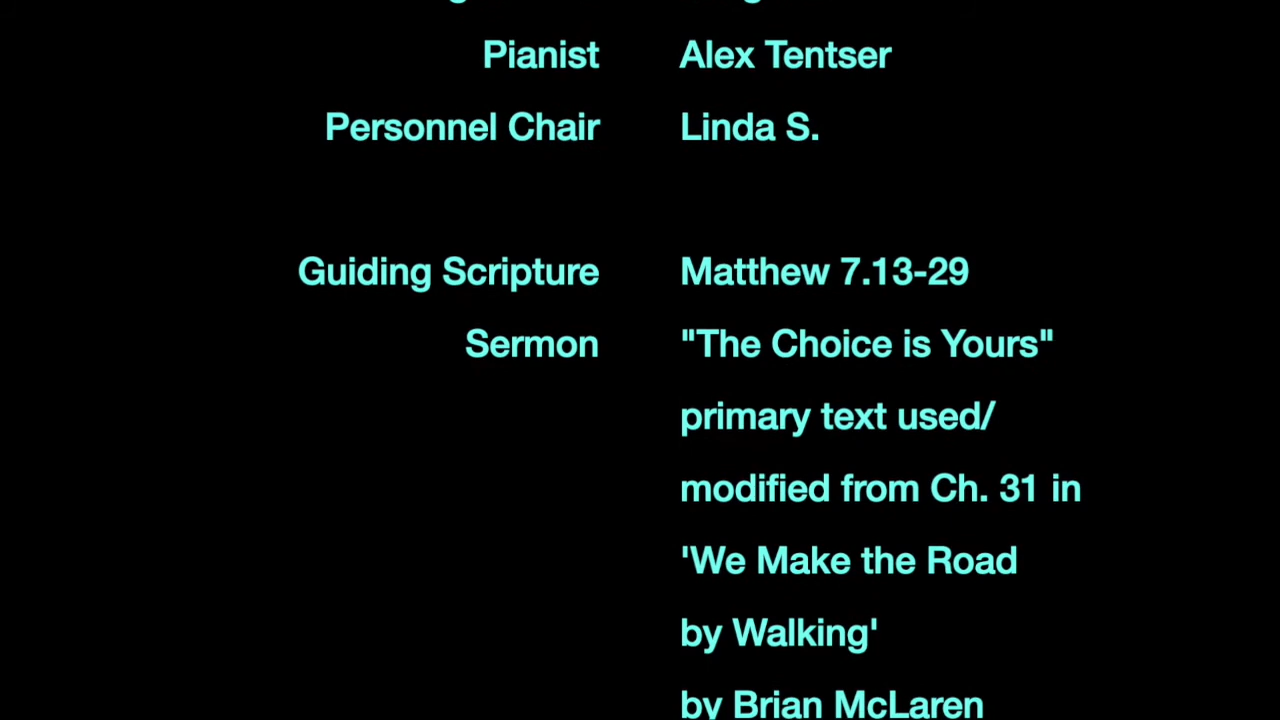 Pianist Alex Tentser
Personnel Chair Linda S.
Guiding Scripture Matthew 7.13-29
Sermon "The Choice is Yours"
primary text used/
modified from Ch. 31 in
'We Make the Road
by Walking'
by Brian McLaren